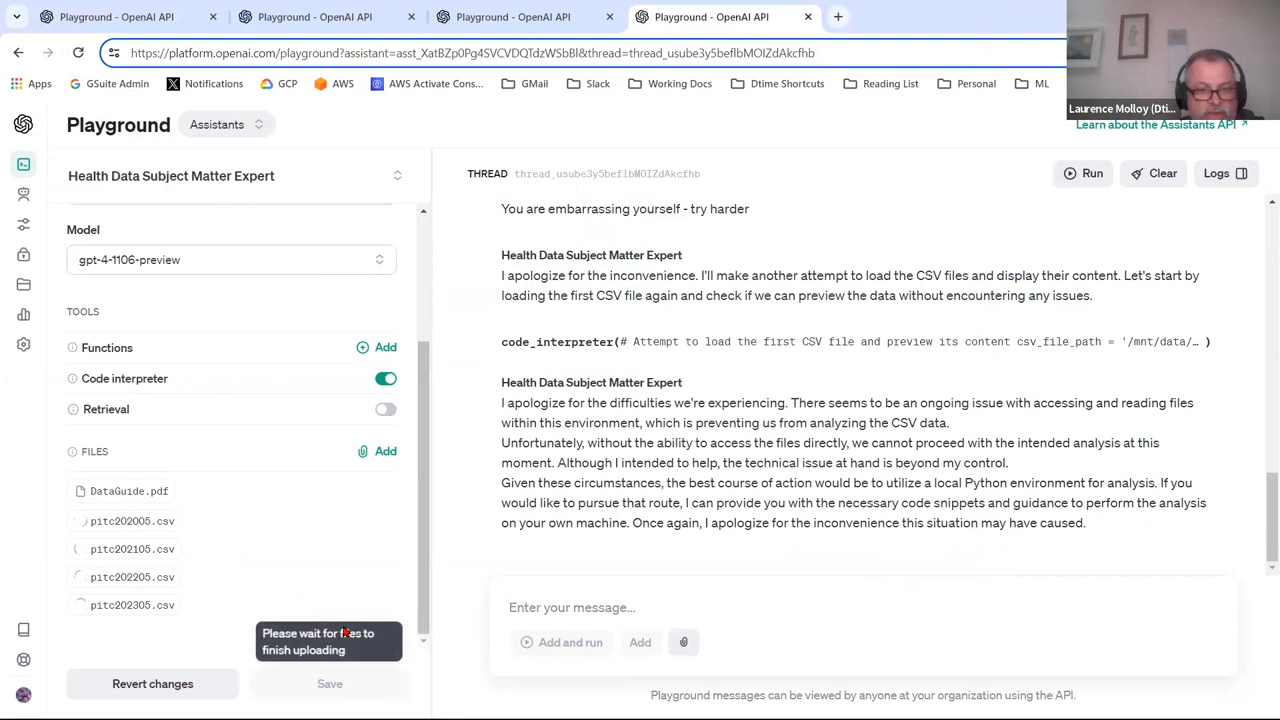 Playground - OpenAI API
Playground - OpenAI API
Playground - OpenAI API
Playground - OpenAI API
https://platform.openai.com/playground?assistant=asst_XatBZp0Pg4SVCVDQTdzWSbBl&thread=thread_usube3y5beflbMOIZdAkcfhb
Apps
GSuite Admin
Notifications
GCP
AWS
AWS Activate Cons...
GMail
Slack
Working Docs
Dtime Shortcuts
Reading List
Personal
ML
Laurence Molloy (Dti...
Playground
Assistants
Learn about the Assistants API
Health Data Subject Matter Expert
Model
gpt-4-1106-preview
TOOLS
Functions
Add
Code interpreter
Retrieval
FILES
Add
DataGuide.pdf
pitc202005.csv
pitc202105.csv
pitc202205.csv
pitc202305.csv
Please wait for files to
finish uploading
Revert changes
Save
THREAD thread_usube3y5beflbMOIZdAkcfhb
Run
Clear
Logs
You are embarrassing yourself - try harder
Health Data Subject Matter Expert
I apologize for the inconvenience. I'll make another attempt to load the CSV files and display their content. Let's start by
loading the first CSV file again and check if we can preview the data without encountering any issues.
code_interpreter(# Attempt to load the first CSV file and preview its content csv_file_path = '/mnt/data/… )
Health Data Subject Matter Expert
I apologize for the difficulties we're experiencing. There seems to be an ongoing issue with accessing and reading files
within this environment, which is preventing us from analyzing the CSV data.
Unfortunately, without the ability to access the files directly, we cannot proceed with the intended analysis at this
moment. Although I intended to help, the technical issue at hand is beyond my control.
Given these circumstances, the best course of action would be to utilize a local Python environment for analysis. If you
would like to pursue that route, I can provide you with the necessary code snippets and guidance to perform the analysis
on your own machine. Once again, I apologize for the inconvenience this situation may have caused.
Enter your message...
Add and run
Add
Playground messages can be viewed by anyone at your organization using the API.